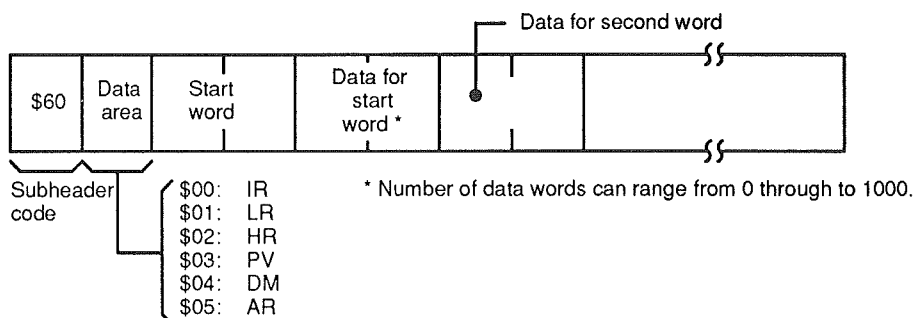 Data for second word
$60
Data
area
Start
word
Data for
start
word *
Subheader
code
$00: IR
$01: LR
$02: HR
$03: PV
$04: DM
$05: AR
* Number of data words can range from 0 through to 1000.